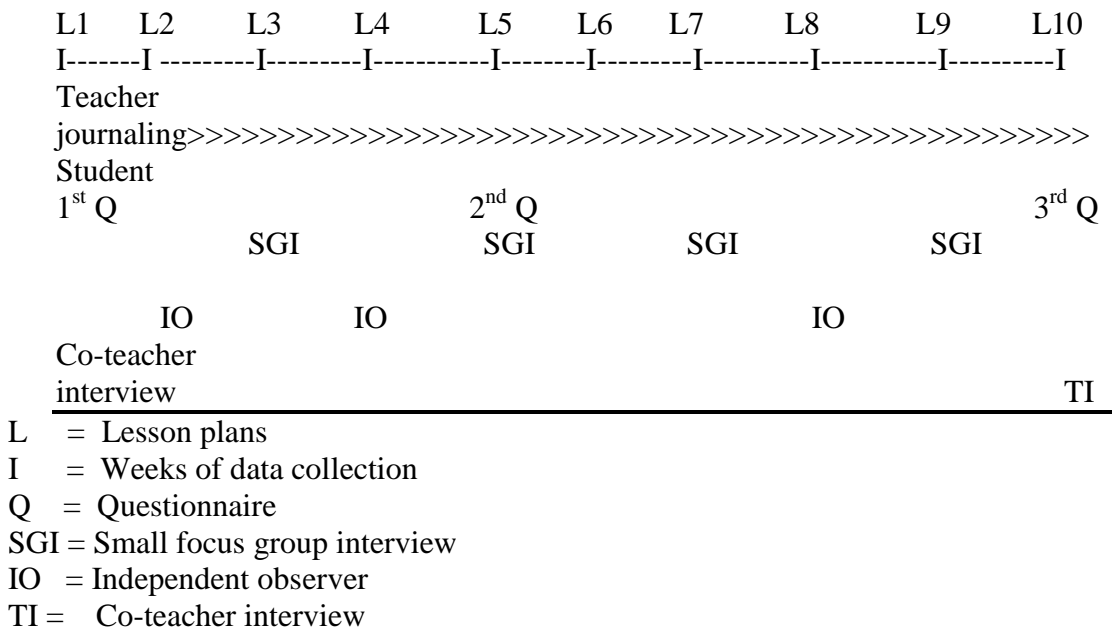 L1 L2 L3 L4 L5 L6 L7 L8 L9 L10
I-------I ---------I---------I-----------I--------I---------I----------I-----------I----------I
Teacher
journaling>>>>>>>>>>>>>>>>>>>>>>>>>>>>>>>>>>>>>>>>>>>>>>>>>>
Student
1st Q 2nd Q 3rd Q
SGI SGI SGI SGI
IO IO IO
Co-teacher
interview TI
L = Lesson plans
I = Weeks of data collection
Q = Questionnaire
SGI = Small focus group interview
IO = Independent observer
TI = Co-teacher interview